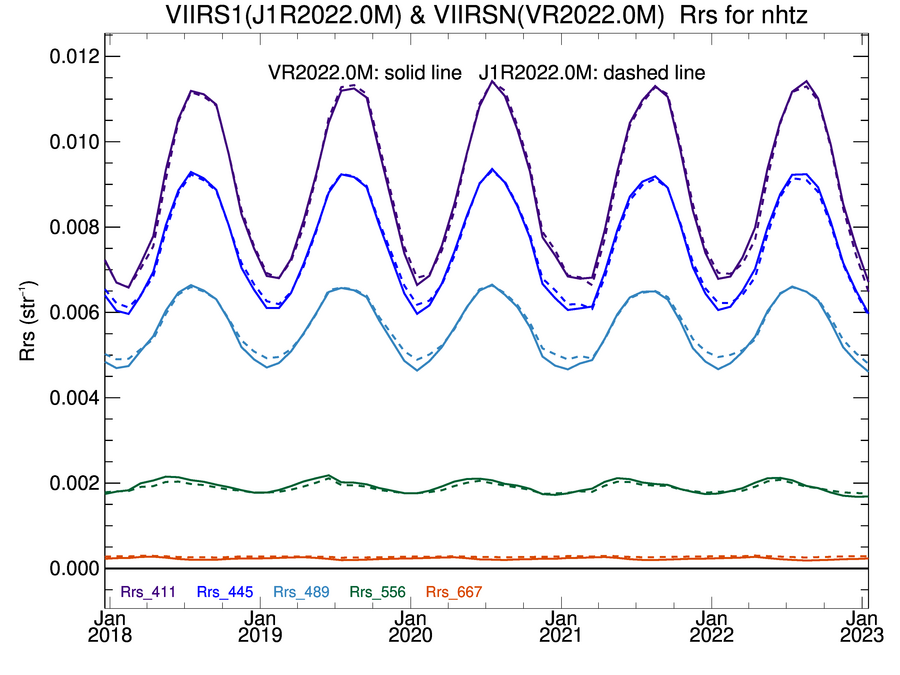 VIIRS1(J1R2022.0M) & VIIRSN(VR2022.0M)  Rrs for nhtz
VR2022.0M: solid line   J1R2022.0M: dashed line
Rrs (str⁻¹)
0.012
0.010
0.008
0.006
0.004
0.002
0.000
Rrs_411 Rrs_445 Rrs_489 Rrs_556 Rrs_667
Jan Jan Jan Jan Jan Jan
2018 2019 2020 2021 2022 2023